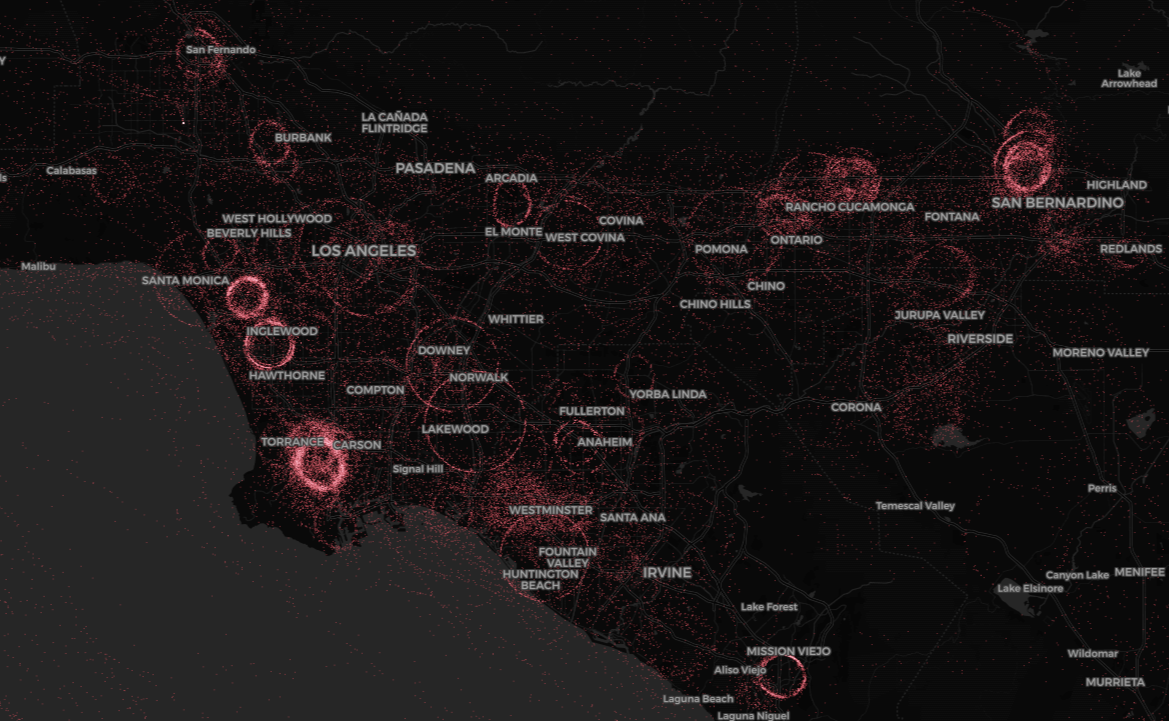 San Fernando
Lake
Arrowhead
LA CAÑADA
FLINTRIDGE
BURBANK
Calabasas
PASADENA
ARCADIA
HIGHLAND
SAN BERNARDINO
RANCHO CUCAMONGA
FONTANA
WEST HOLLYWOOD
BEVERLY HILLS
COVINA
EL MONTE
WEST COVINA
ONTARIO
POMONA
LOS ANGELES
REDLANDS
Malibu
SANTA MONICA
CHINO
CHINO HILLS
JURUPA VALLEY
WHITTIER
INGLEWOOD
RIVERSIDE
DOWNEY
MORENO VALLEY
HAWTHORNE
NORWALK
COMPTON
YORBA LINDA
CORONA
FULLERTON
LAKEWOOD
TORRANCE
CARSON
ANAHEIM
Signal Hill
Perris
Temescal Valley
WESTMINSTER
SANTA ANA
FOUNTAIN
VALLEY
HUNTINGTON
BEACH
IRVINE
Canyon Lake
MENIFEE
Lake Elsinore
Lake Forest
MISSION VIEJO
Wildomar
Aliso Viejo
MURRIETA
Laguna Beach
Laguna Niguel